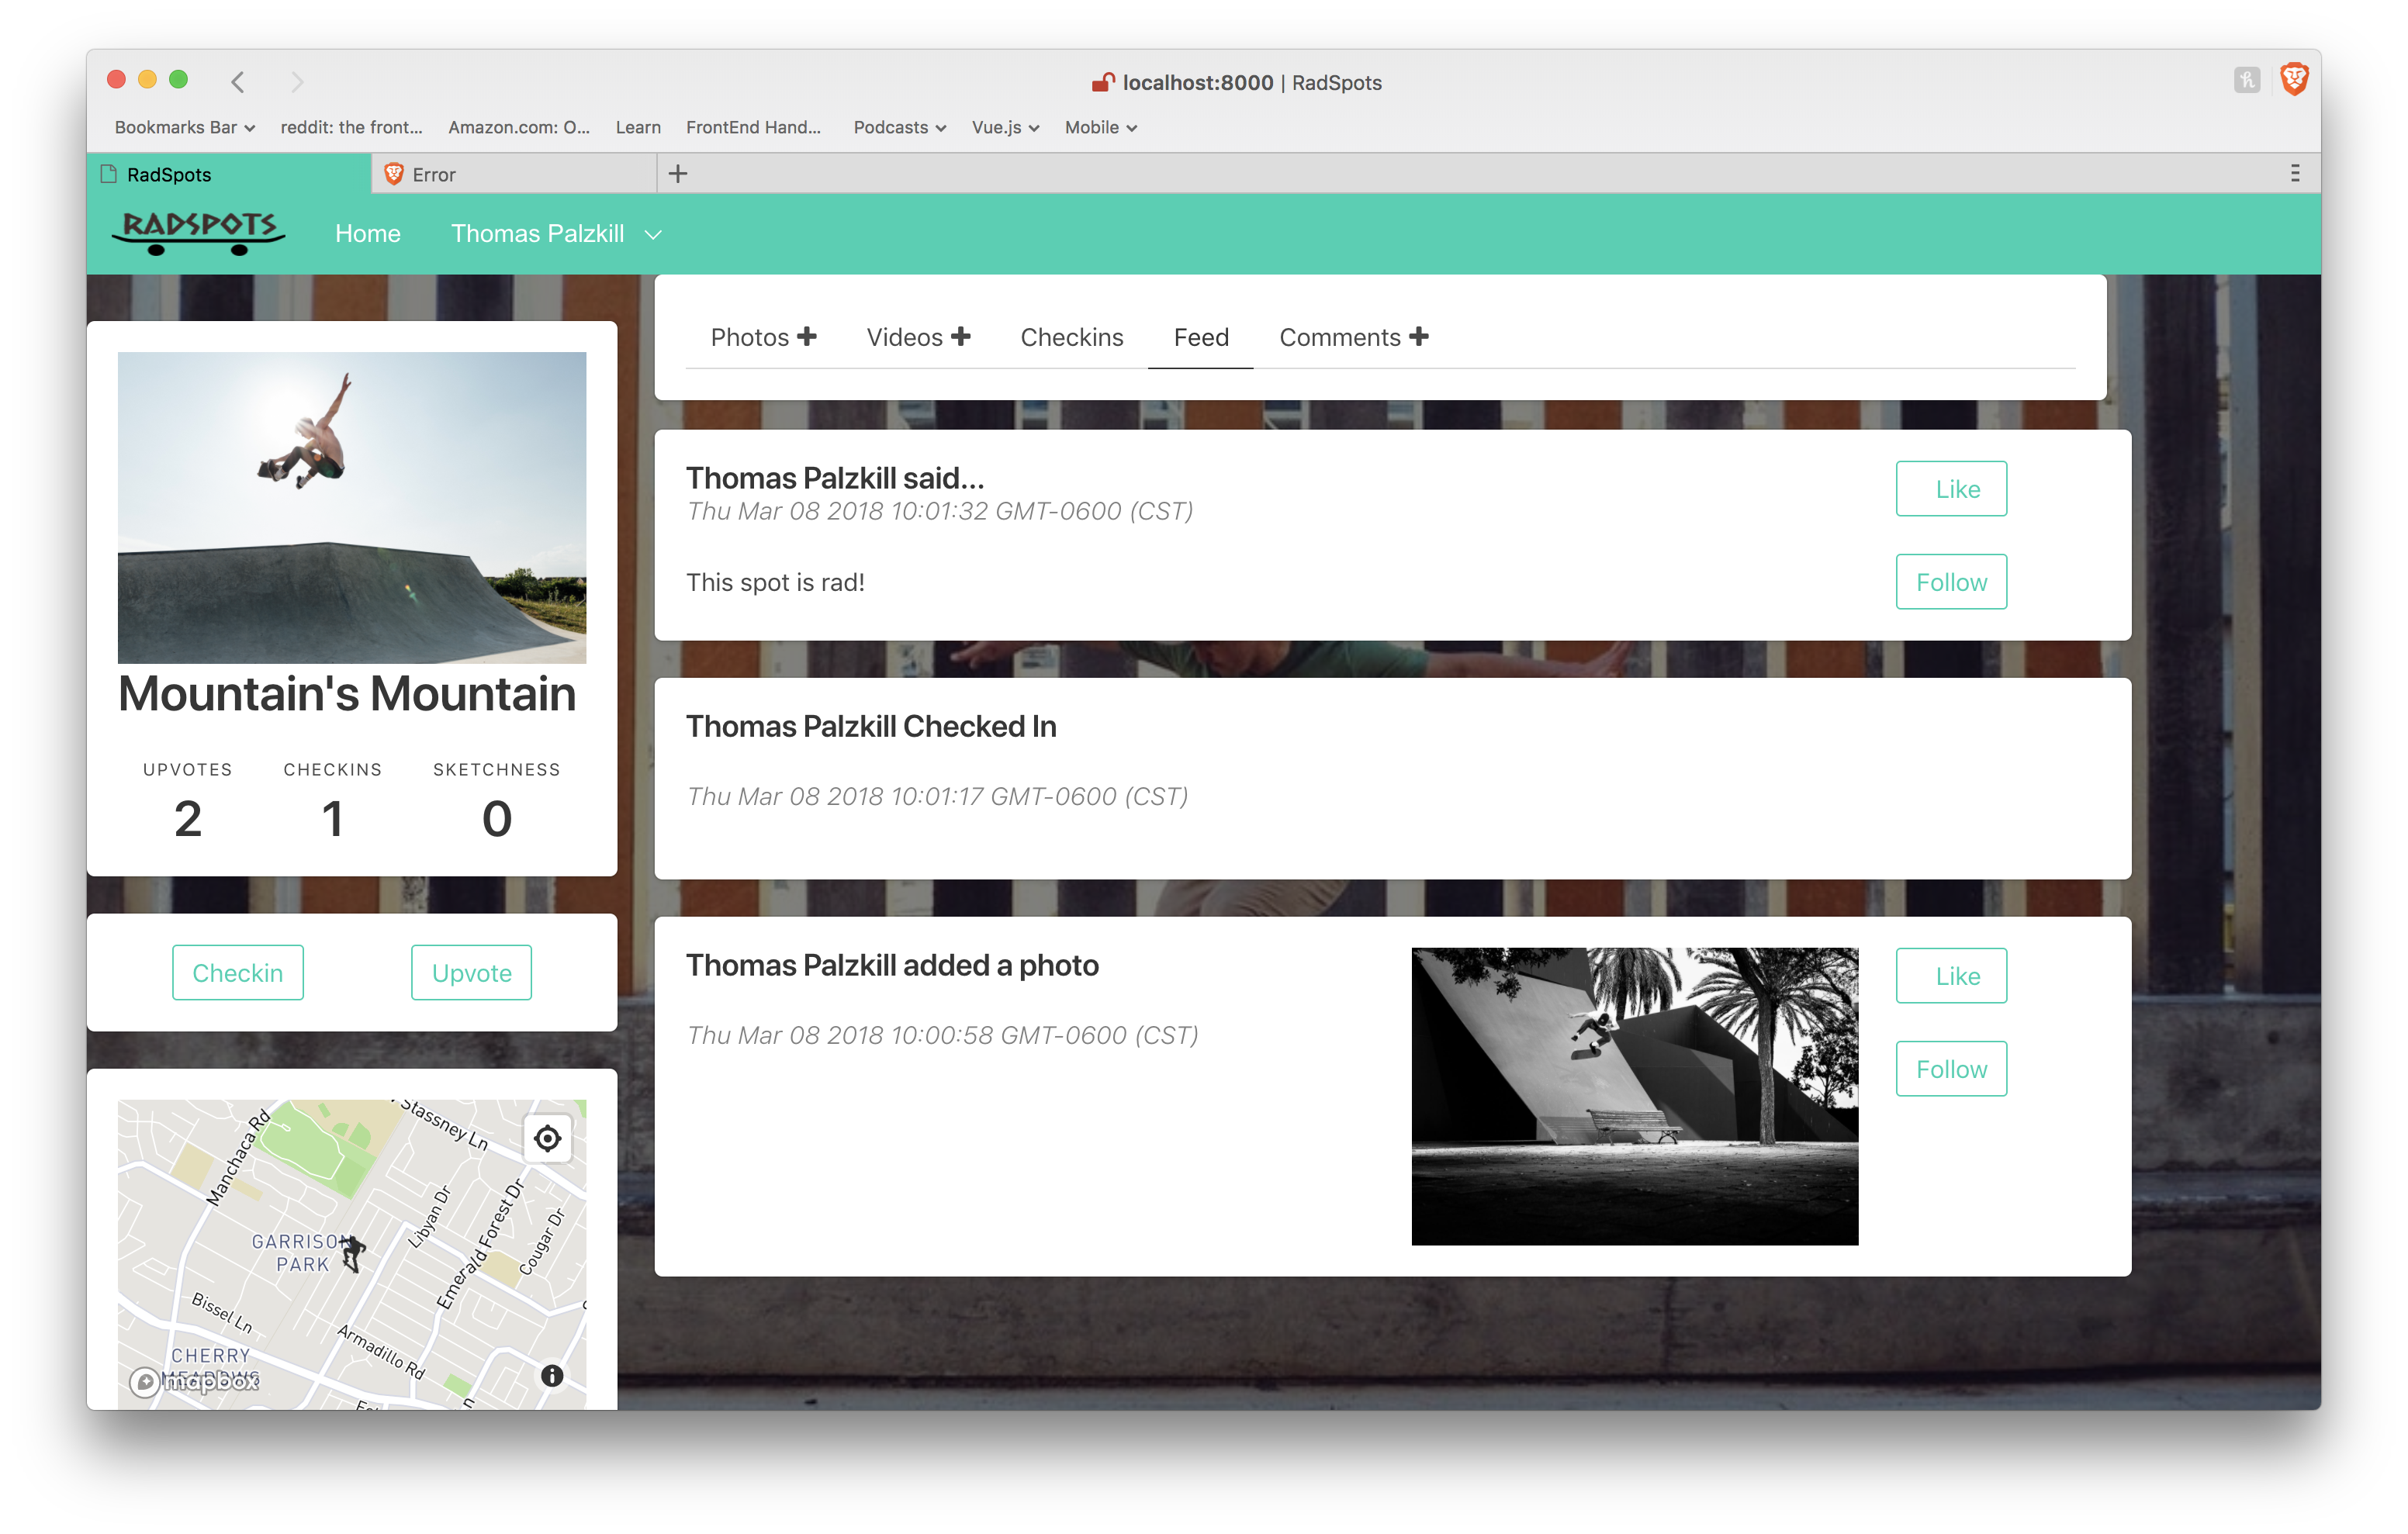 localhost:8000 | RadSpots
Bookmarks Bar reddit: the front... Amazon.com: O... Learn FrontEnd Hand... Podcasts Vue.js Mobile
RadSpots Error
RADSPOTS Home Thomas Palzkill
Photos Videos Checkins Feed Comments
Mountain's Mountain
UPVOTES CHECKINS SKETCHNESS
2 1 0
Checkin Upvote
Manchaca Rd
Stassney Ln
GARRISON
PARK
Libyan Dr
Emerald Forest Dr
Cougar Dr
Bissel Ln
Armadillo Rd
CHERRY
MEADOWS
mapbox
Thomas Palzkill said...
Thu Mar 08 2018 10:01:32 GMT-0600 (CST)
This spot is rad!
Like
Follow
Thomas Palzkill Checked In
Thu Mar 08 2018 10:01:17 GMT-0600 (CST)
Thomas Palzkill added a photo
Thu Mar 08 2018 10:00:58 GMT-0600 (CST)
Like
Follow